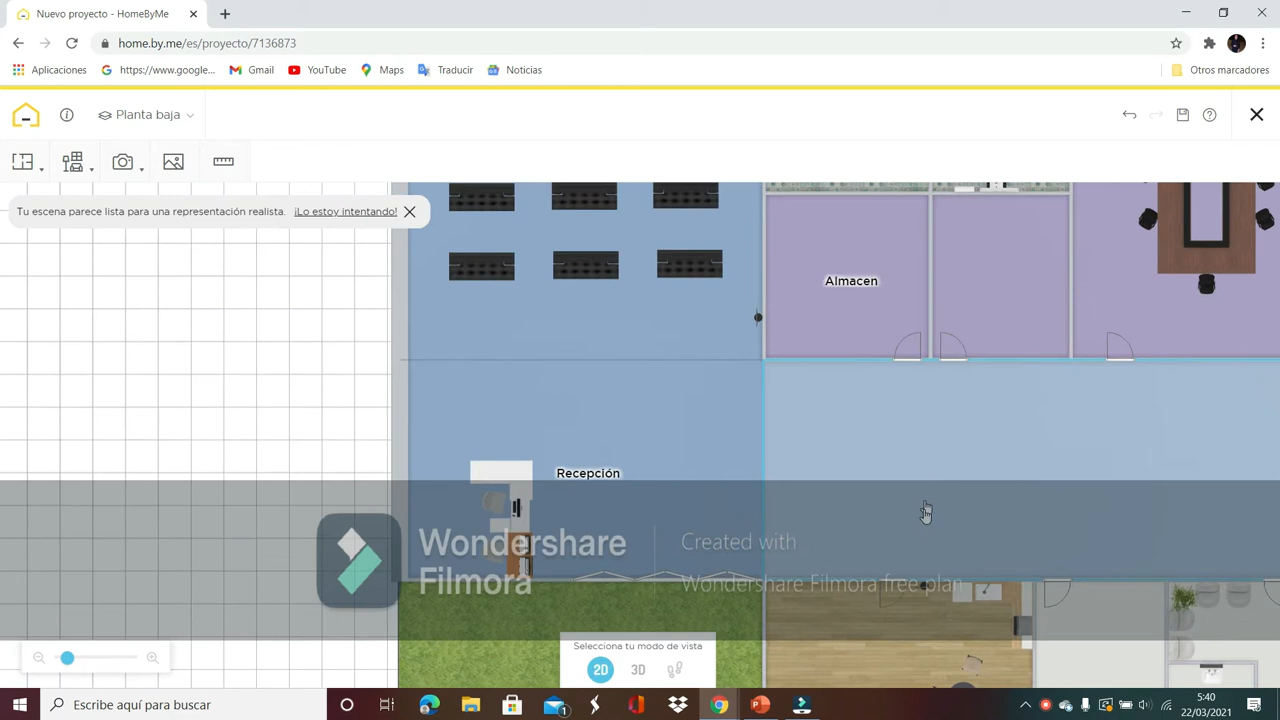 Nuevo proyecto - HomeByMe
home.by.me/es/proyecto/7136873
Aplicaciones
https://www.google...
Gmail
YouTube
Maps
Traducir
Noticias
Otros marcadores
Planta baja
Tu escena parece lista para una representación realista. ¡Lo estoy intentando!
Almacen
Recepción
Wondershare
Filmora
Created with
Wondershare Filmora free plan
Selecciona tu modo de vista
2D
3D
Escribe aquí para buscar
1
5:40
22/03/2021